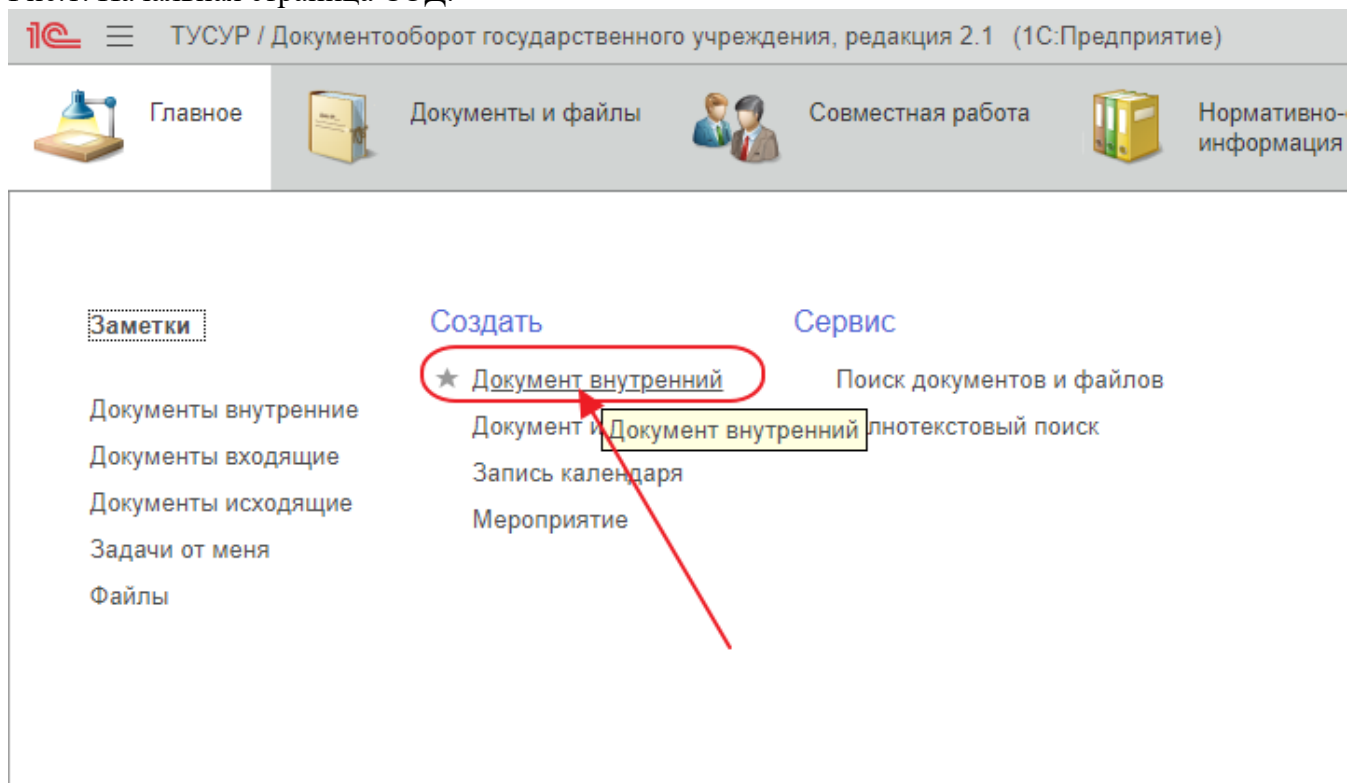 1С ТУСУР / Документооборот государственного учреждения, редакция 2.1 (1С:Предприятие)
Главное
Документы и файлы
Совместная работа
Нормативно-
информация
Заметки
Документы внутренние
Документы входящие
Документы исходящие
Задачи от меня
Файлы
Создать
Документ внутренний
Документ и
Документ внутренний
Запись календаря
Мероприятие
Сервис
Поиск документов и файлов
лнотекстовый поиск